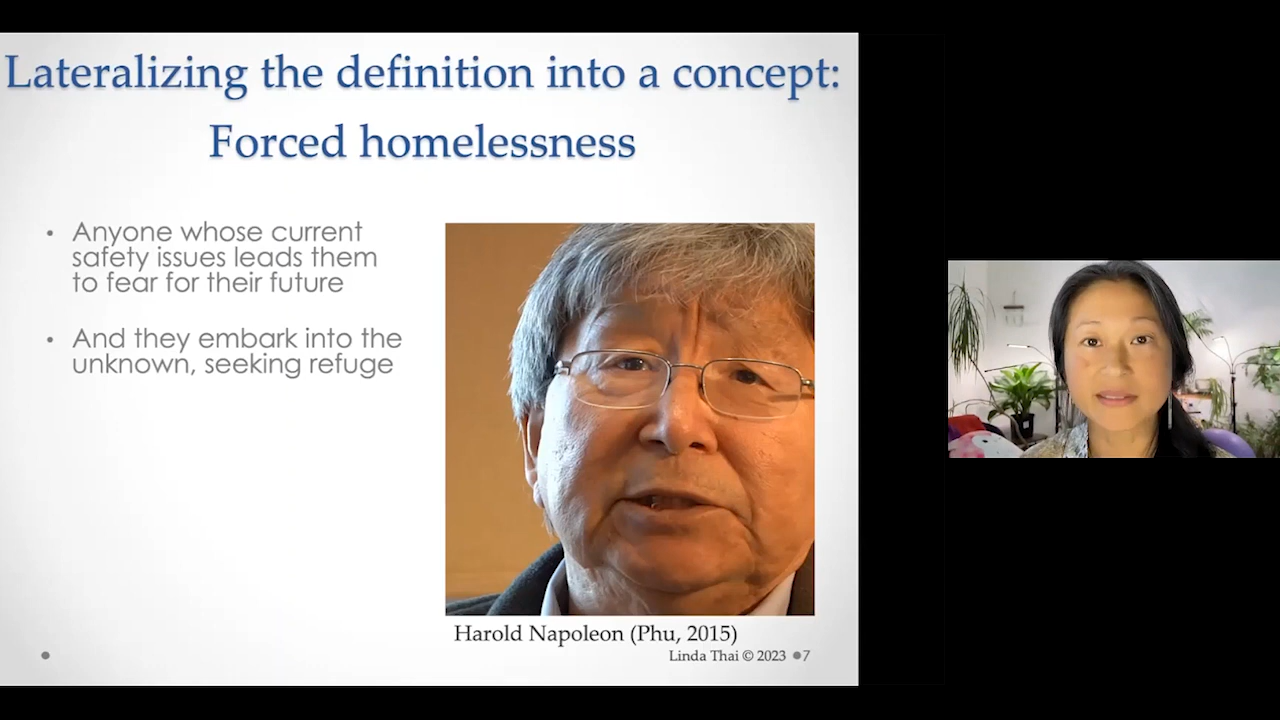 Lateralizing the definition into a concept:
Forced homelessness
• Anyone whose current
safety issues leads them
to fear for their future
• And they embark into the
unknown, seeking refuge
Harold Napoleon (Phu, 2015)
Linda Thai © 2023 •7